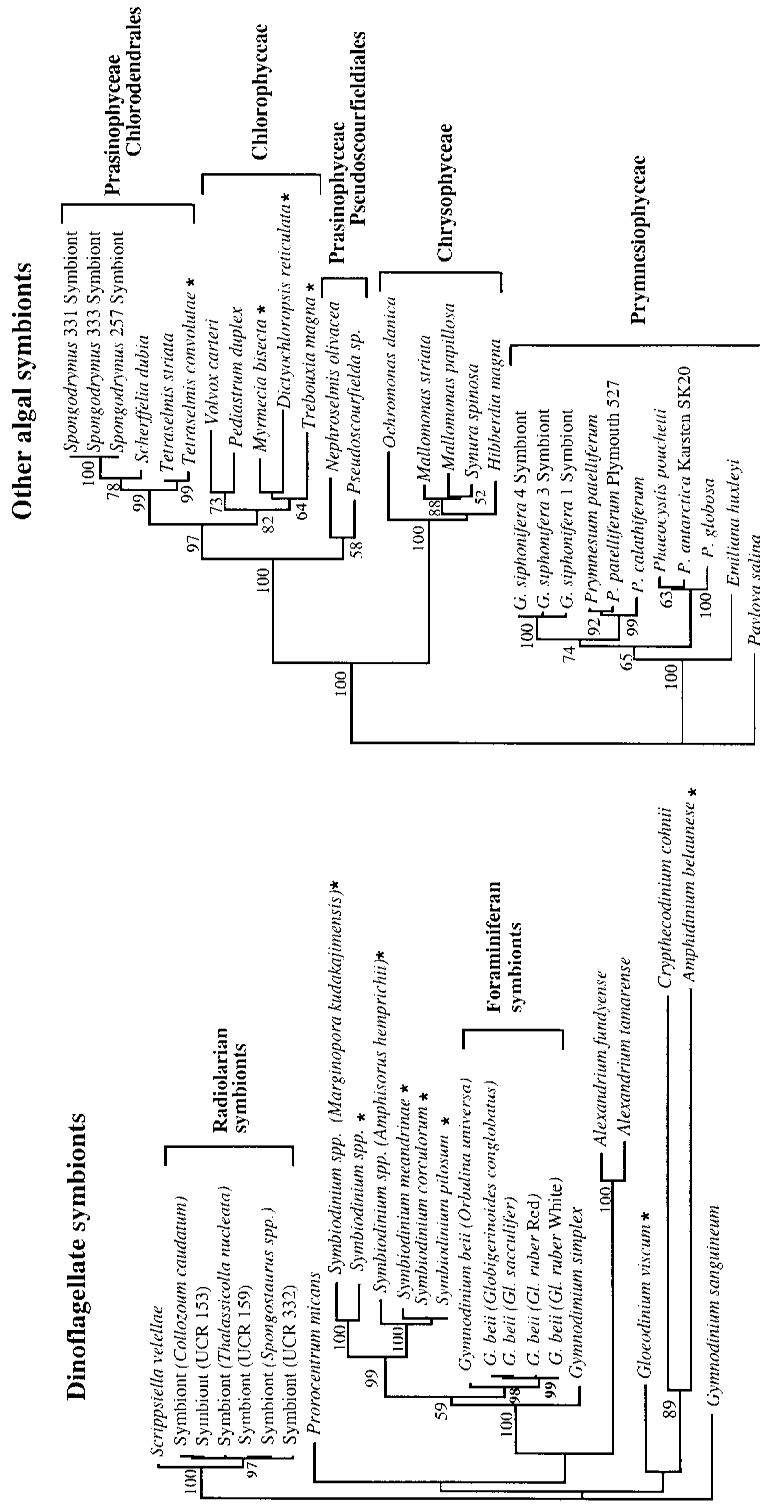 Dinoflagellate symbionts
Scrippsiella velellae
Symbiont (Collozoum caudatum)
Symbiont (UCR 153)
Symbiont (Thalassicolla nucleata)
Symbiont (UCR 159)
Symbiont (Spongostaurus spp.)
Symbiont (UCR 332)
Radiolarian
symbionts
100
97
Prorocentrum micans
Symbiodinium spp. (Marginopora kudakajimensis)*
Symbiodinium spp. *
Symbiodinium spp. (Amphisorus hemprichii)*
Symbiodinium meandrinae *
Symbiodinium corculorum *
Symbiodinium pilosum *
100
99
100
59
Gymnodinium beii (Orbulina universa)
G. beii (Globigerinoides conglobatus)
G. beii (Gl. sacculifer)
G. beii (Gl. ruber Red)
G. beii (Gl. ruber White)
Gymnodinium simplex
Foraminiferan
symbionts
100
98
99
Alexandrium fundyense
Alexandrium tamarense
100
Gloeodinium viscum *
Crypthecodinium cohnii
Amphidinium belaunese *
89
Gymnodinium sanguineum
Other algal symbionts
Spongodrymus 331 Symbiont
Spongodrymus 333 Symbiont
Spongodrymus 257 Symbiont
Scherffelia dubia
Tetraselmis striata
Tetraselmis convolutae *
Prasinophyceae
Chlorodendrales
100
78
99
99
97
Volvox carteri
Pediastrum duplex
Myrmecia bisecta *
Dictyochloropsis reticulata *
Trebouxia magna *
Chlorophyceae
73
82
64
100
Nephroselmis olivacea
Pseudoscourfielda sp.
Prasinophyceae
Pseudoscourfieldiales
58
100
Ochromonas danica
Mallomonas striata
Mallomonas papillosa
Synura spinosa
Hibberdia magna
Chrysophyceae
88
52
100
G. siphonifera 4 Symbiont
G. siphonifera 3 Symbiont
G. siphonifera 1 Symbiont
Prymnesum patelliferum
P. patelliferum Plymouth 527
P. calathiferum
Phaeocystis pouchetii
P. antarctica Karsten SK20
P. globosa
Emiliana huxleyi
Pavlova salina
Prymnesiophyceae
100
92
99
74
63
100
65
100